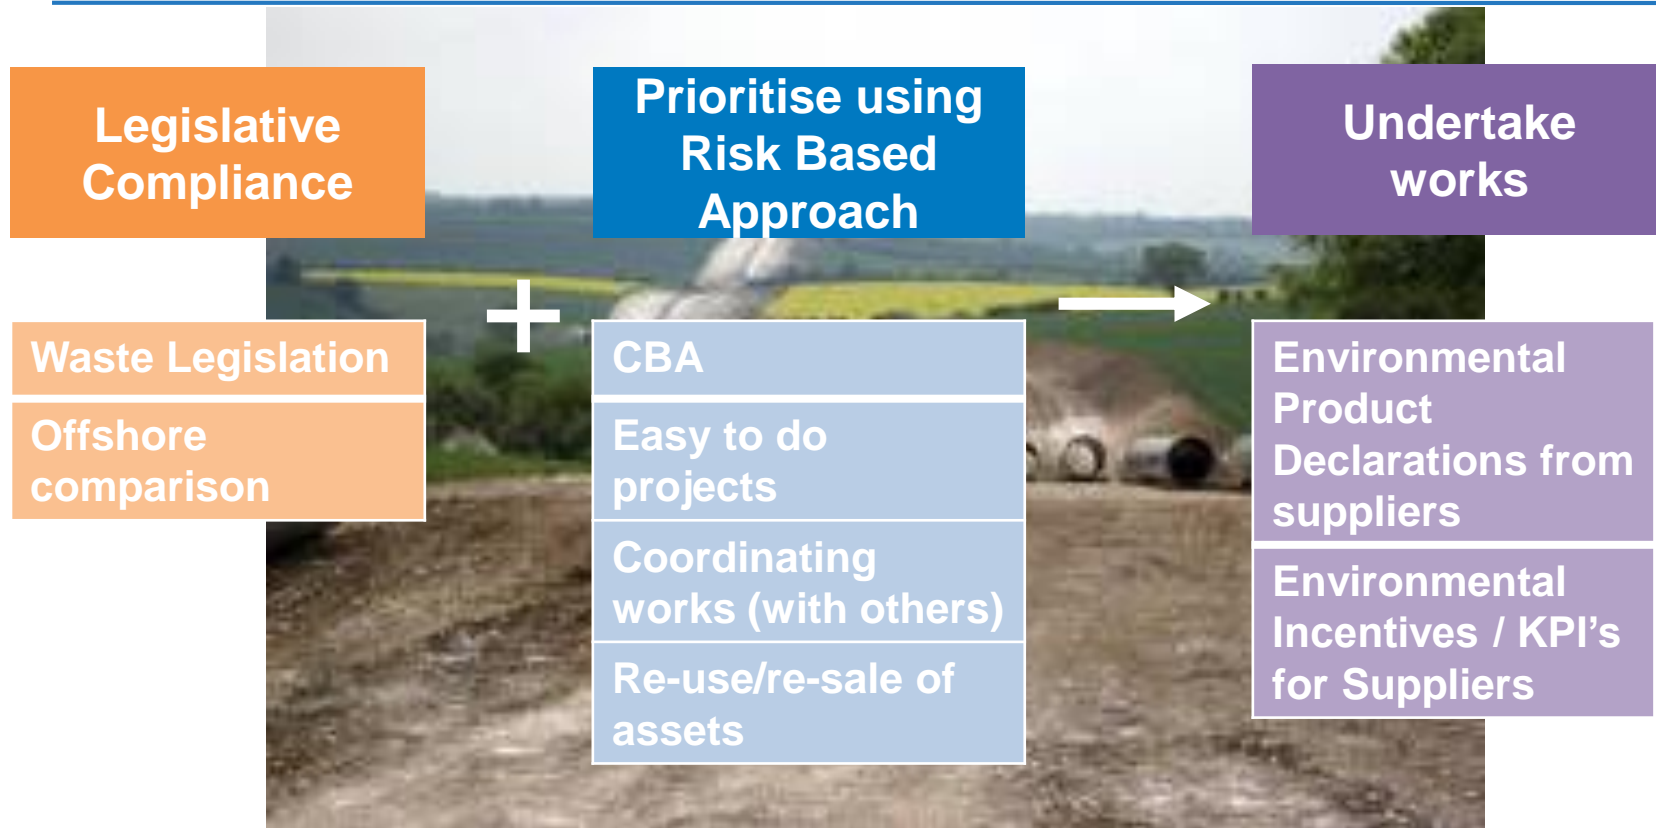 Legislative
Compliance
Waste Legislation
Offshore
comparison
+
Prioritise using
Risk Based
Approach
CBA
Easy to do
projects
Coordinating
works (with others)
Re-use/re-sale of
assets
Undertake
works
Environmental
Product
Declarations from
suppliers
Environmental
Incentives / KPI’s
for Suppliers